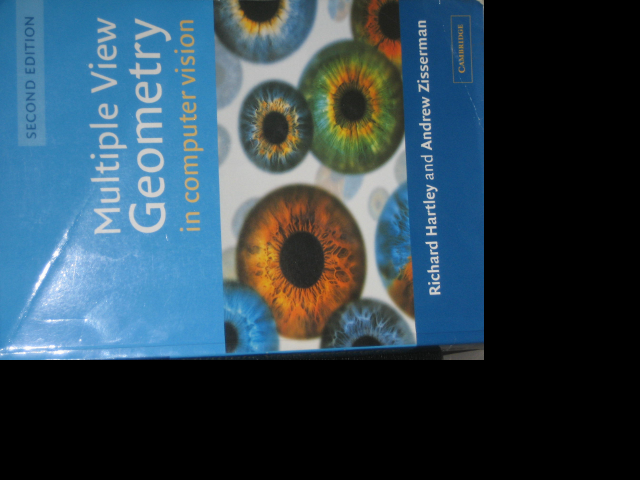 SECOND EDITION
Multiple View
Geometry
in computer vision
Richard Hartley and Andrew Zisserman
CAMBRIDGE